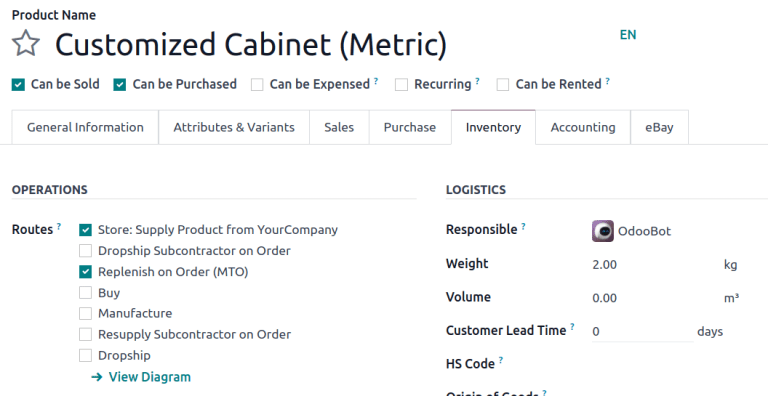 Product Name
Customized Cabinet (Metric)
EN
Can be Sold
Can be Purchased
Can be Expensed ?
Recurring ?
Can be Rented ?
General Information
Attributes & Variants
Sales
Purchase
Inventory
Accounting
eBay
OPERATIONS
Routes ?
Store: Supply Product from YourCompany
Dropship Subcontractor on Order
Replenish on Order (MTO)
Buy
Manufacture
Resupply Subcontractor on Order
Dropship
→ View Diagram
LOGISTICS
Responsible ? OdooBot
Weight 2.00 kg
Volume 0.00 m³
Customer Lead Time ? 0 days
HS Code ?
Origin of Goods ?